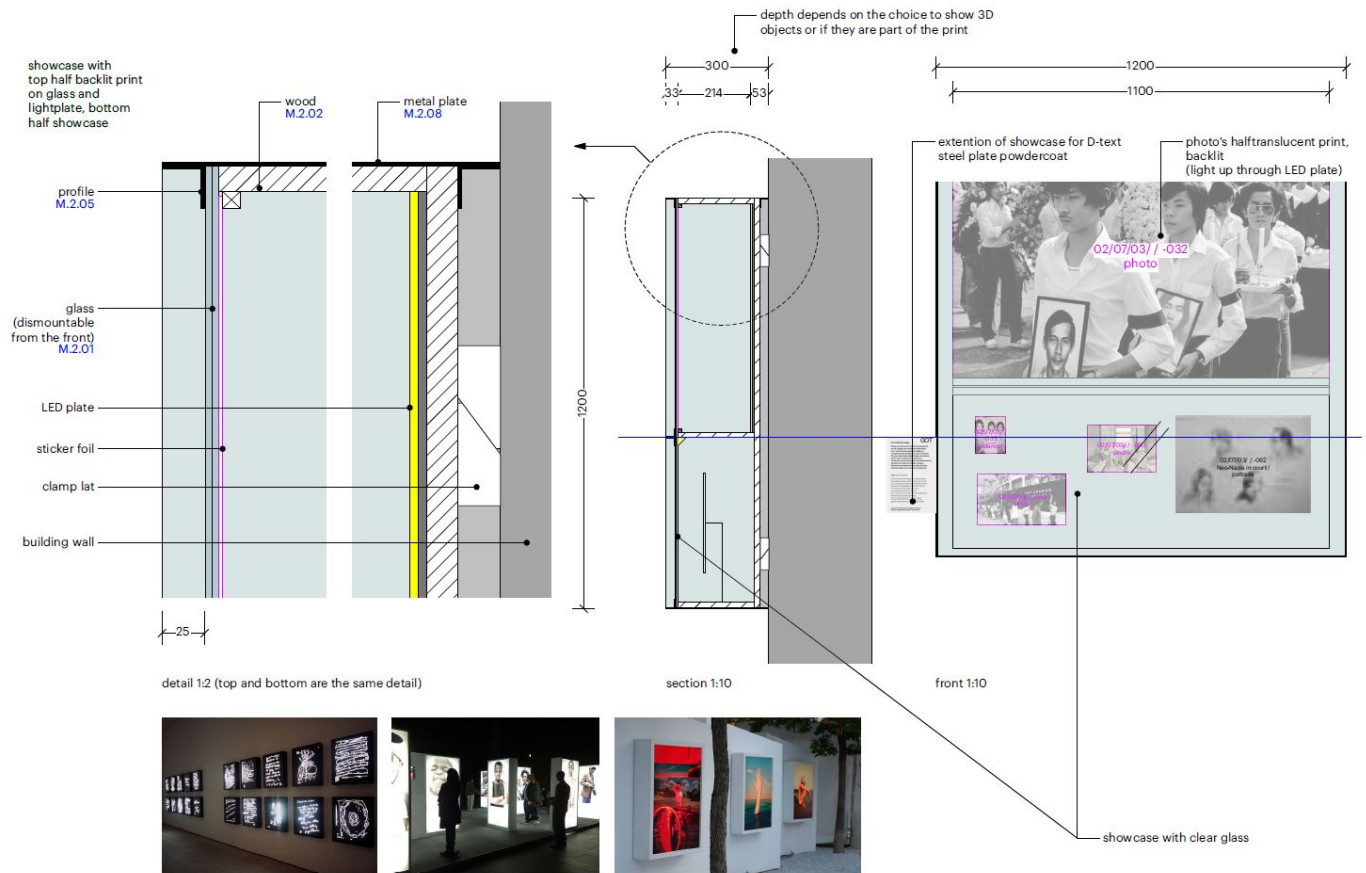 depth depends on the choice to show 3D
objects or if they are part of the print
showcase with
top half backlit print
on glass and
lightplate, bottom
half showcase
wood
M.2.02
metal plate
M.2.08
300
33
214
53
1200
1100
extention of showcase for D-text
steel plate powdercoat
photo's halftranslucent print,
backlit
(light up through LED plate)
profile
M.2.05
02/07/03/ / -032
photo
glass
(dismountable
from the front)
M.2.01
1200
LED plate
sticker foil
clamp lat
building wall
02/07/03/ / -062
Neo-Nazis in court /
portraits
25
detail 1:2 (top and bottom are the same detail)
section 1:10
front 1:10
showcase with clear glass